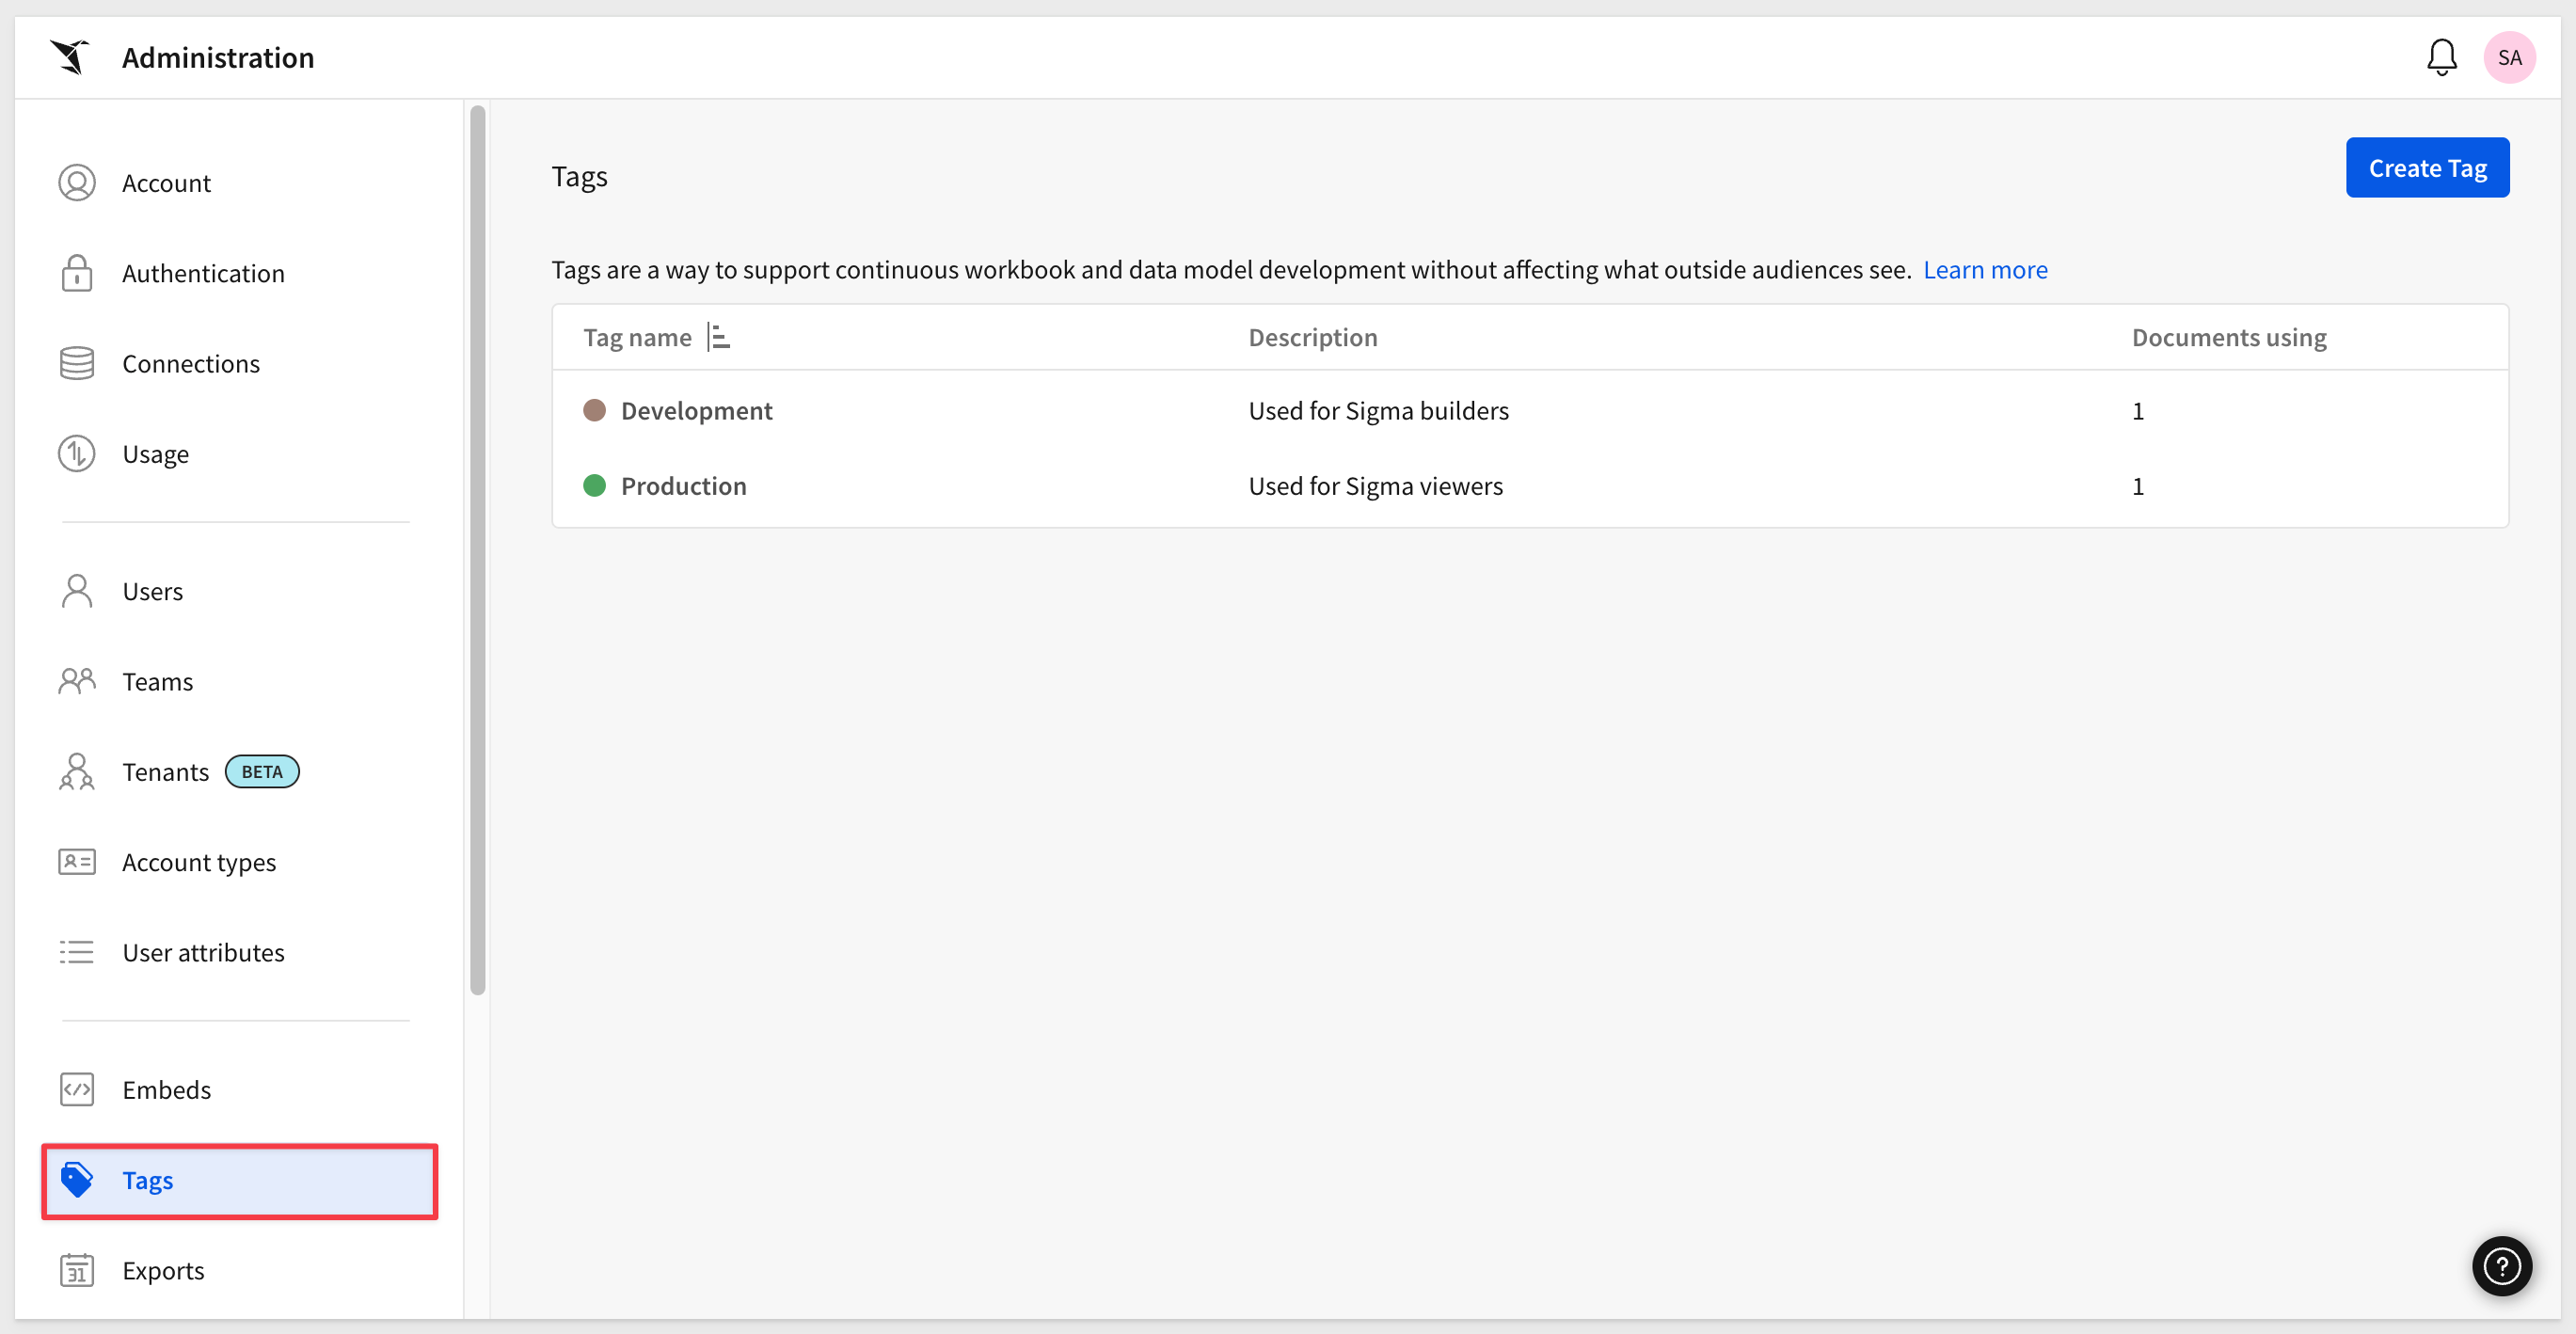 Administration
SA
Account
Authentication
Connections
Usage
Users
Teams
Tenants BETA
Account types
User attributes
Embeds
Tags
31
Exports
Tags
Create Tag
Tags are a way to support continuous workbook and data model development without affecting what outside audiences see. Learn more
Tag name Description Documents using
Development Used for Sigma builders 1
Production Used for Sigma viewers 1
?